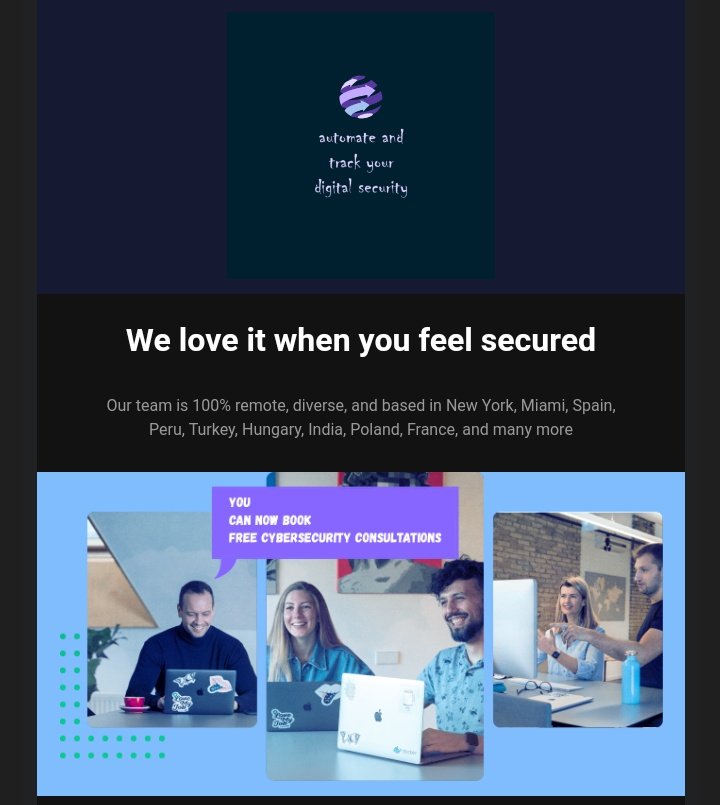 automate and
track your
digital security
We love it when you feel secured
Our team is 100% remote, diverse, and based in New York, Miami, Spain,
Peru, Turkey, Hungary, India, Poland, France, and many more
YOU
CAN NOW BOOK
FREE CYBERSECURITY CONSULTATIONS